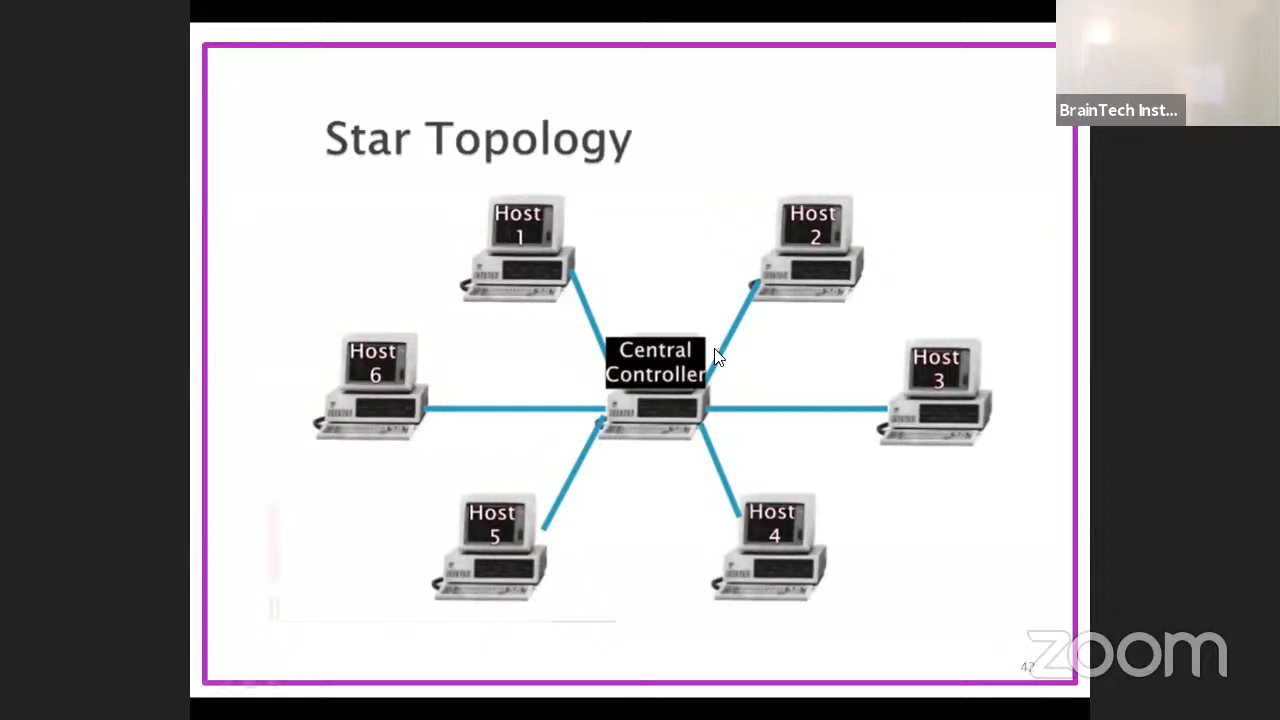 BrainTech Inst...
Star Topology
Host
1
Host
2
Host
6
Central
Controller
Host
3
Host
5
Host
4
42
zoom